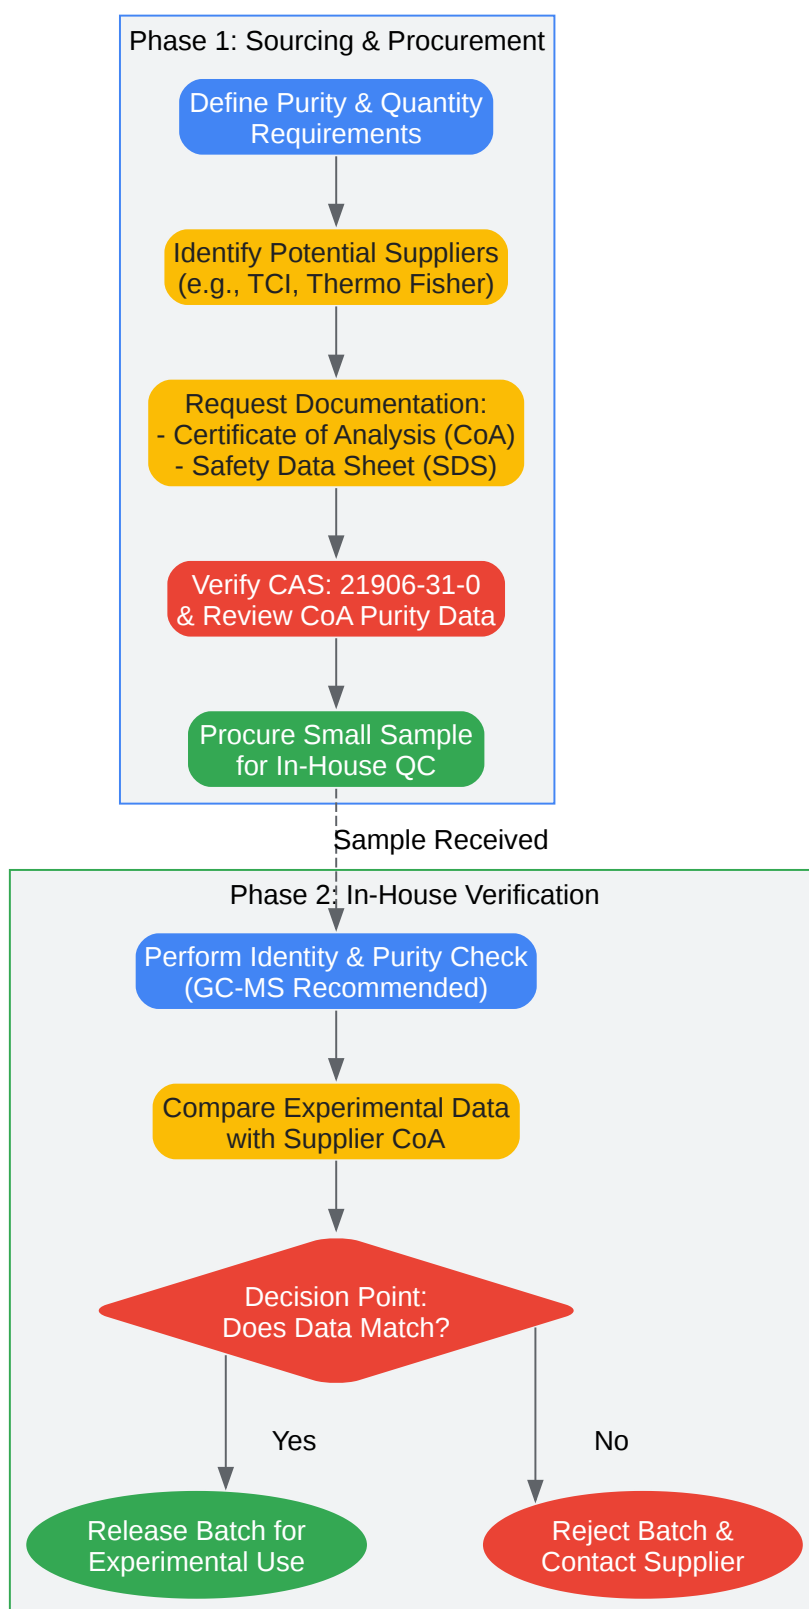 Phase 1: Sourcing & Procurement
Define Purity & Quantity
Requirements
Identify Potential Suppliers
(e.g., TCI, Thermo Fisher)
Request Documentation:
- Certificate of Analysis (CoA)
- Safety Data Sheet (SDS)
Verify CAS: 21906-31-0
& Review CoA Purity Data
Procure Small Sample
for In-House QC
Sample Received
Phase 2: In-House Verification
Perform Identity & Purity Check
(GC-MS Recommended)
Compare Experimental Data
with Supplier CoA
Decision Point:
Does Data Match?
Yes
No
Release Batch for
Experimental Use
Reject Batch &
Contact Supplier